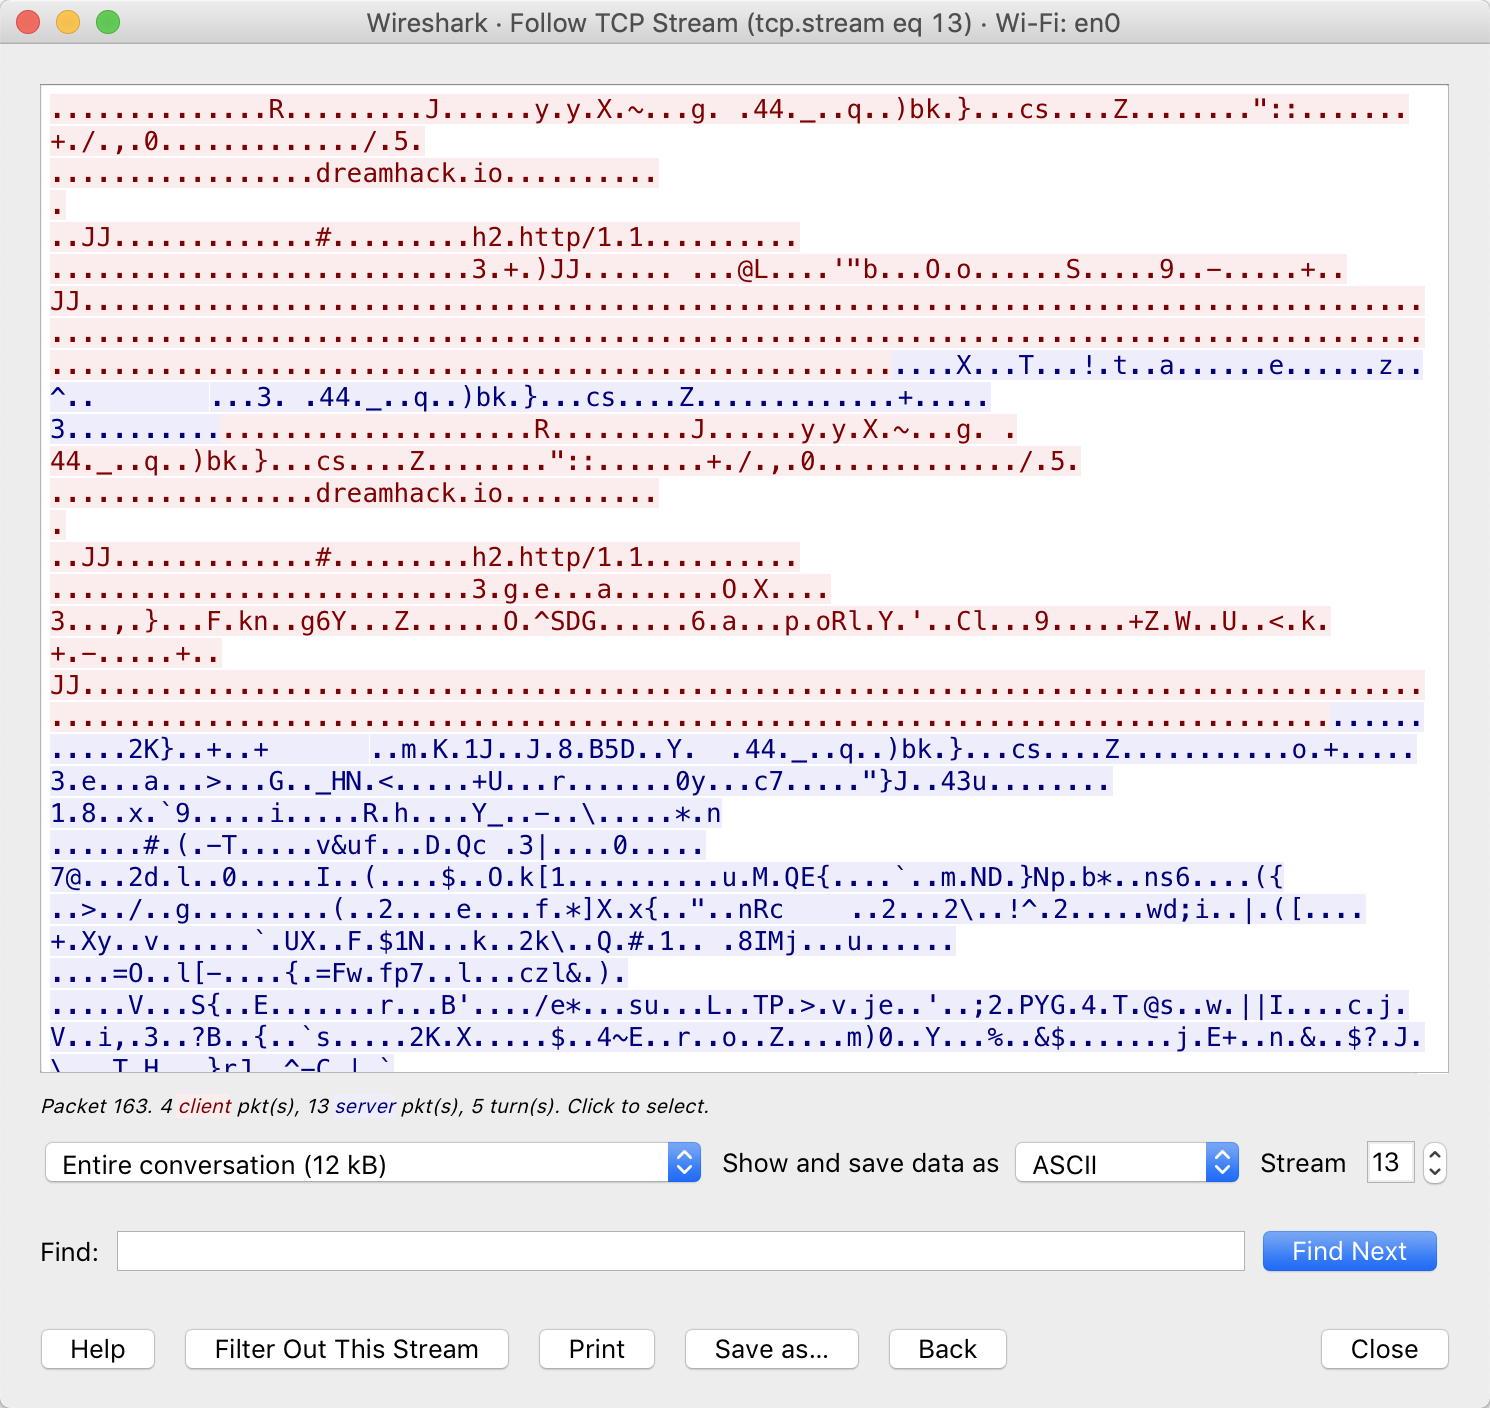 Wireshark · Follow TCP Stream (tcp.stream eq 13) · Wi-Fi: en0
..............R.........J......y.y.X.~...g. .44._..q..)bk.}...cs....Z........"::.......
+./.,.0............./.5.
.................dreamhack.io..........
.
..JJ.............#.........h2.http/1.1..........
...........................3.+.)JJ...... ...@L....'"b...O.o......S.....9..-.....+..
JJ......................................................................................
........................................................................................
..........................................................X...T...!.t..a......e......z..
^.. ...3. .44._..q..)bk.}...cs....Z.............+.....
3..............................R.........J......y.y.X.~...g. .
44._..q..)bk.}...cs....Z........"::.......+./.,.0............./.5.
.................dreamhack.io..........
.
..JJ.............#.........h2.http/1.1..........
...........................3.g.e...a.......O.X....
3...,.}...F.kn..g6Y...Z......O.^SDG......6.a...p.oRl.Y.'..Cl...9.....+Z.W..U..<.k.
+.-.....+..
JJ......................................................................................
........................................................................................
.....2K}..+..+ ..m.K.1J..J.8.B5D..Y. .44._..q..)bk.}...cs....Z...........o.+.....
3.e...a...>...G.._HN.<.....+U...r.......0y...c7....."}J..43u........
1.8..x.`9.....i.....R.h....Y_..-..\.....*.n
......#.(.-T.....v&uf...D.Qc .3|....0.....
7@...2d.l..0.....I..(....$..O.k[1..........u.M.QE{....`..m.ND.}Np.b*..ns6....({
..>../..g.........(..2....e....f.*]X.x{.."..nRc ..2...2\..!^.2.....wd;i..|.([....
+.Xy..v......`.UX..F.$1N...k..2k\..Q.#.1.. .8IMj...u......
....=O..l[-....{.=Fw.fp7..l...czl&.).
.....V...S{..E.......r...B'..../e*...su...L..TP.>.v.je..'..;2.PYG.4.T.@s..w.||I....c.j.
V..i,.3..?B..{..`s.....2K.X.....$..4~E..r..o..Z....m)0..Y...%..&$.......j.E+..n.&..$?.J.
Packet 163. 4 client pkt(s), 13 server pkt(s), 5 turn(s). Click to select.
Entire conversation (12 kB) Show and save data as ASCII Stream 13
Find: Find Next
Help Filter Out This Stream Print Save as... Back Close